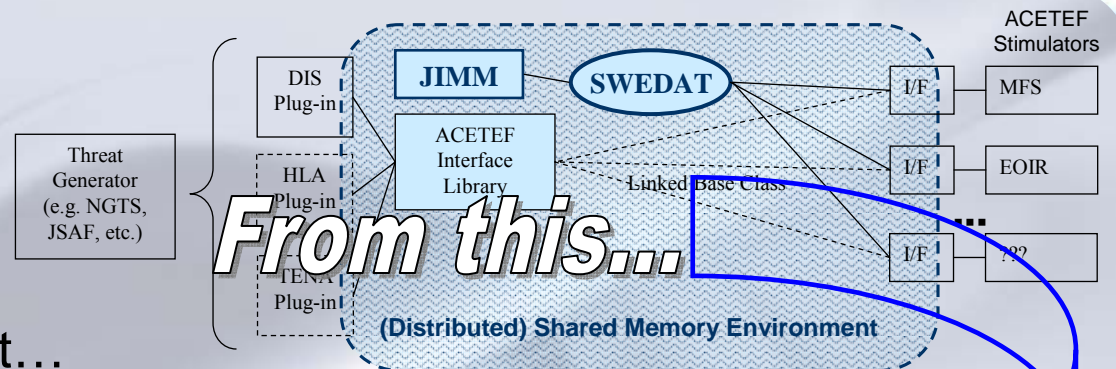 ACETEF
Stimulators
DIS
Plug-in
JIMM
SWEDAT
I/F
MFS
Threat
Generator
(e.g. NGTS,
JSAF, etc.)
HLA
Plug-in
ACETEF
Interface
Library
Linked Base Class
I/F
EOIR
...
From this...
TENA
Plug-in
I/F
???
(Distributed) Shared Memory Environment
t...